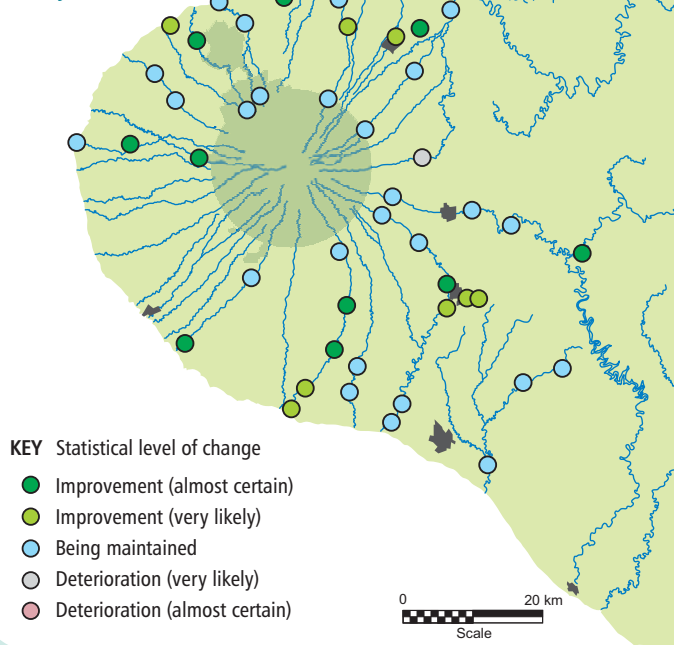 KEY Statistical level of change
Improvement (almost certain)
Improvement (very likely)
Being maintained
Deterioration (very likely)
Deterioration (almost certain)
0 20 km
Scale